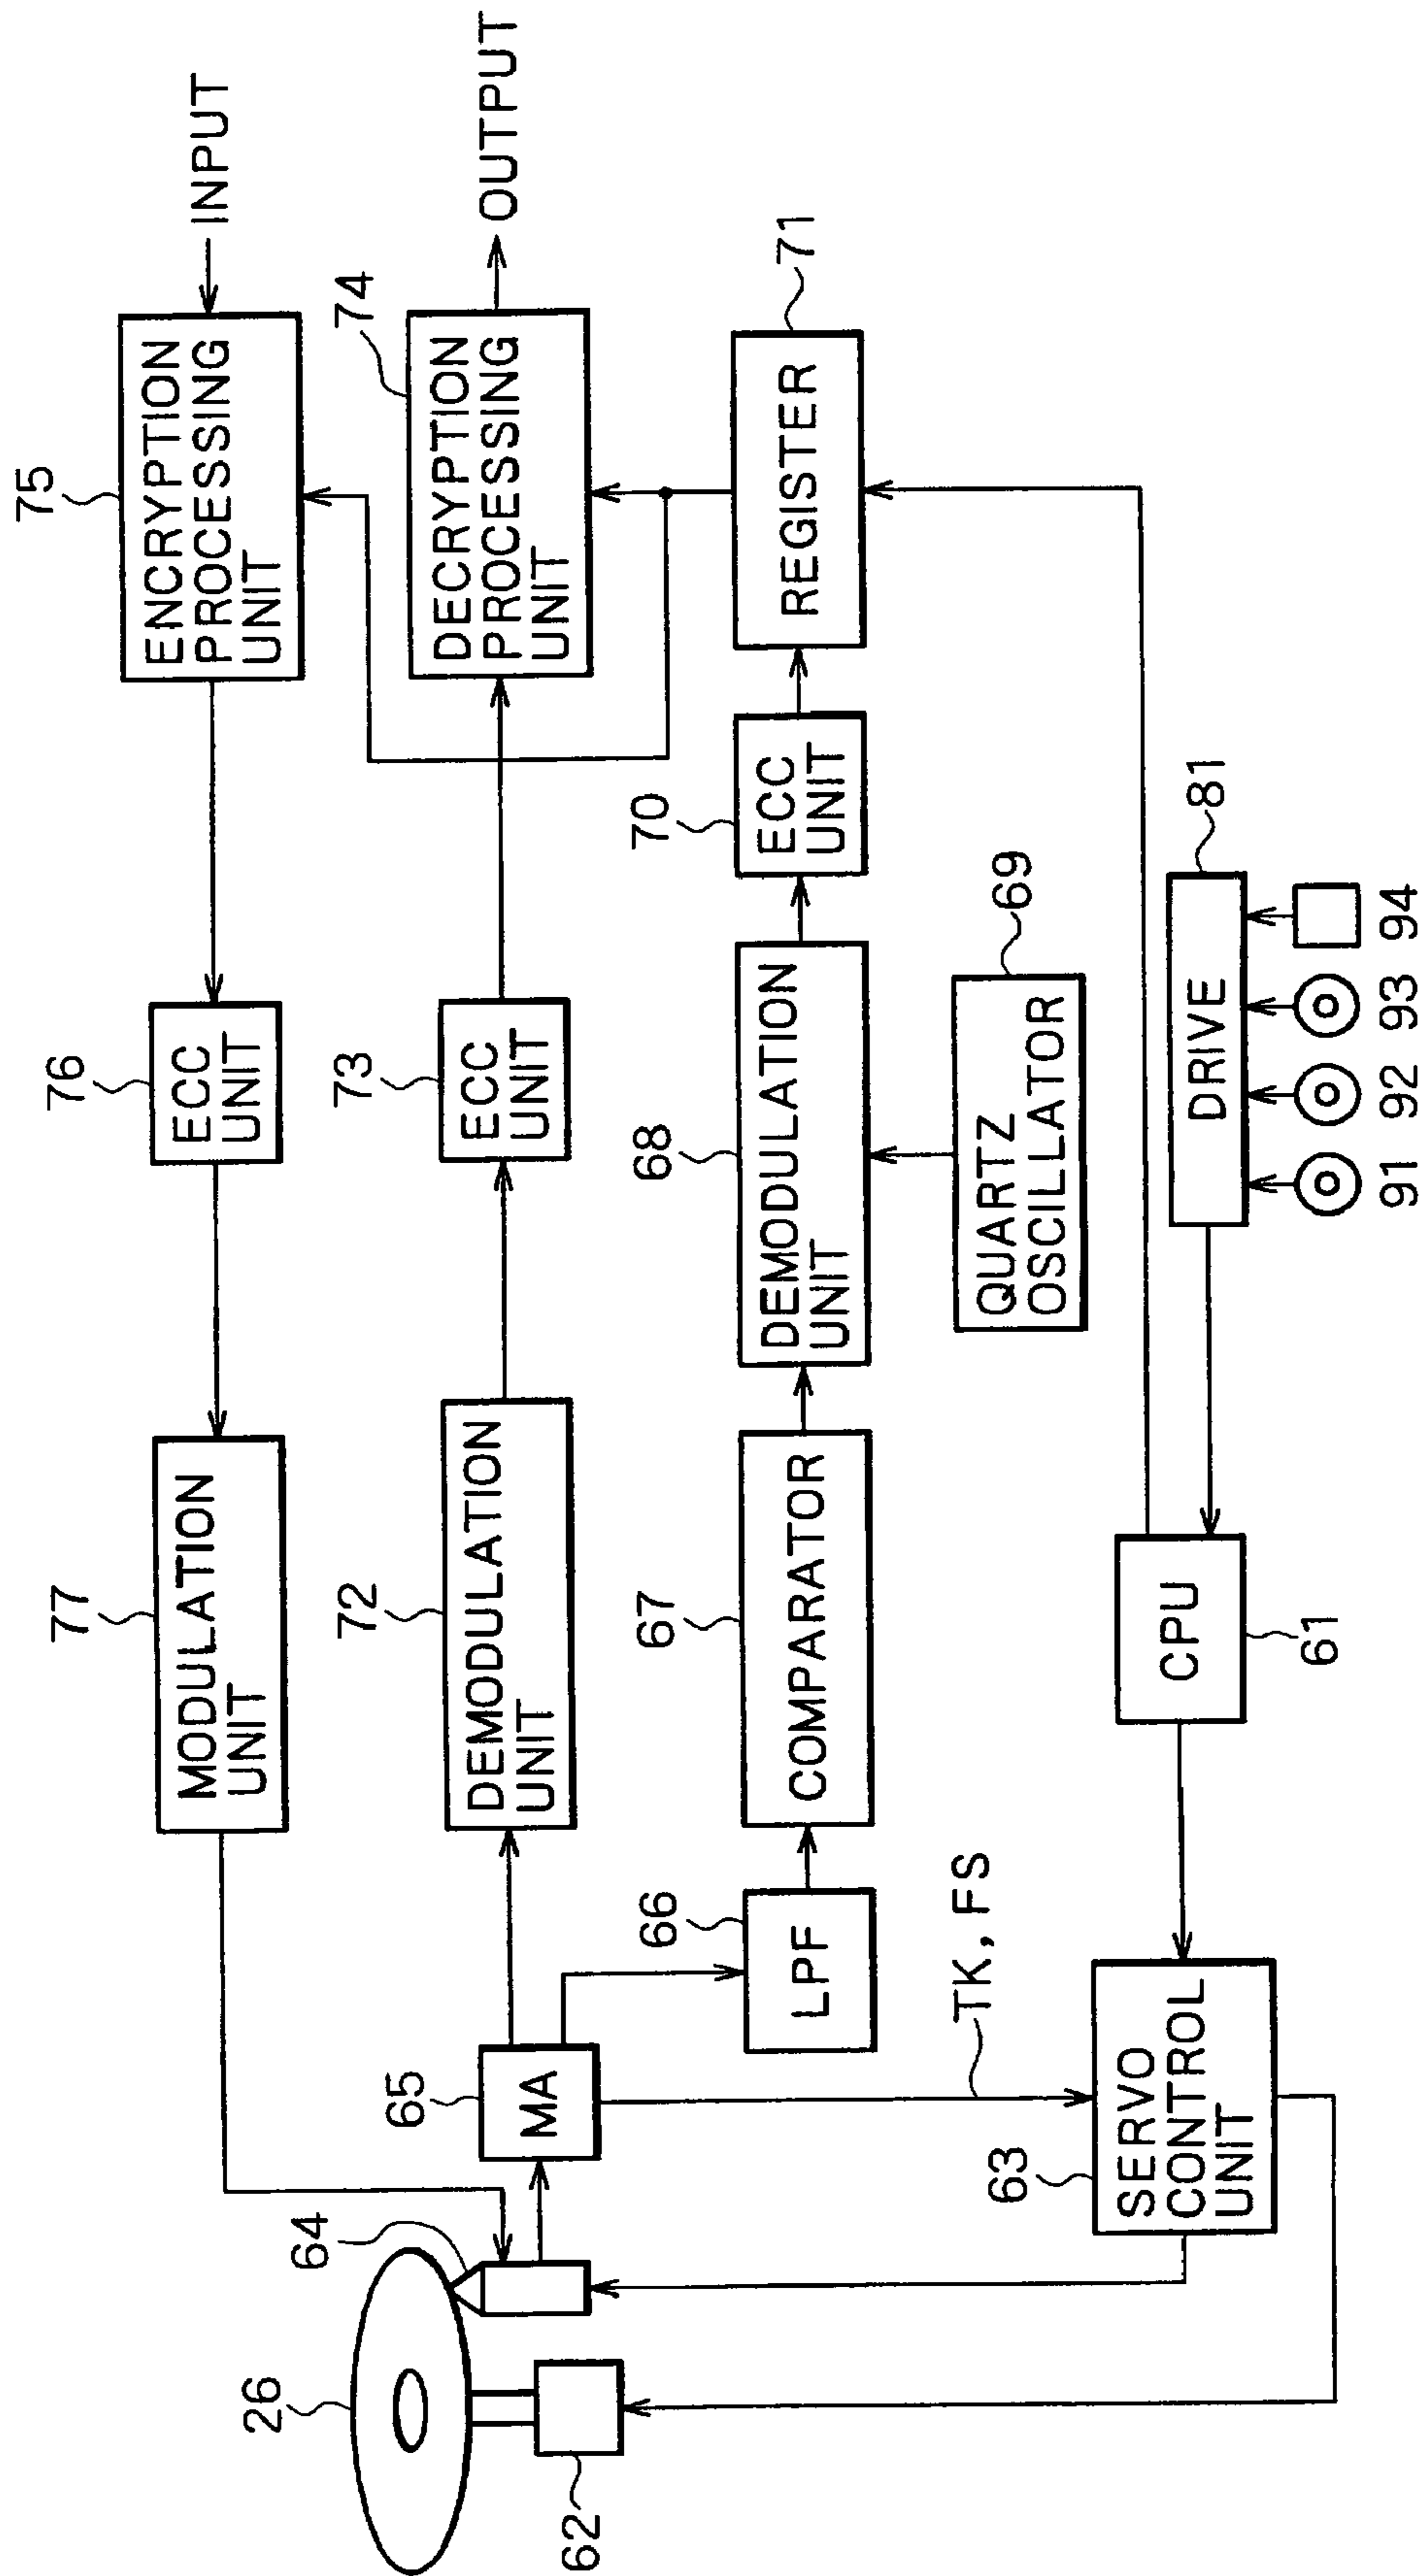 INPUT
75
ENCRYPTION
PROCESSING
UNIT
76
ECC
UNIT
77
MODULATION
UNIT
OUTPUT
74
DECRYPTION
PROCESSING
UNIT
73
ECC
UNIT
72
DEMODULATION
UNIT
65
MA
64
26
62
66
LPF
67
COMPARATOR
68
DEMODULATION
UNIT
70
ECC
UNIT
71
REGISTER
69
QUARTZ
OSCILLATOR
TK, FS
63
SERVO
CONTROL
UNIT
CPU
61
81
DRIVE
91
92
93
94